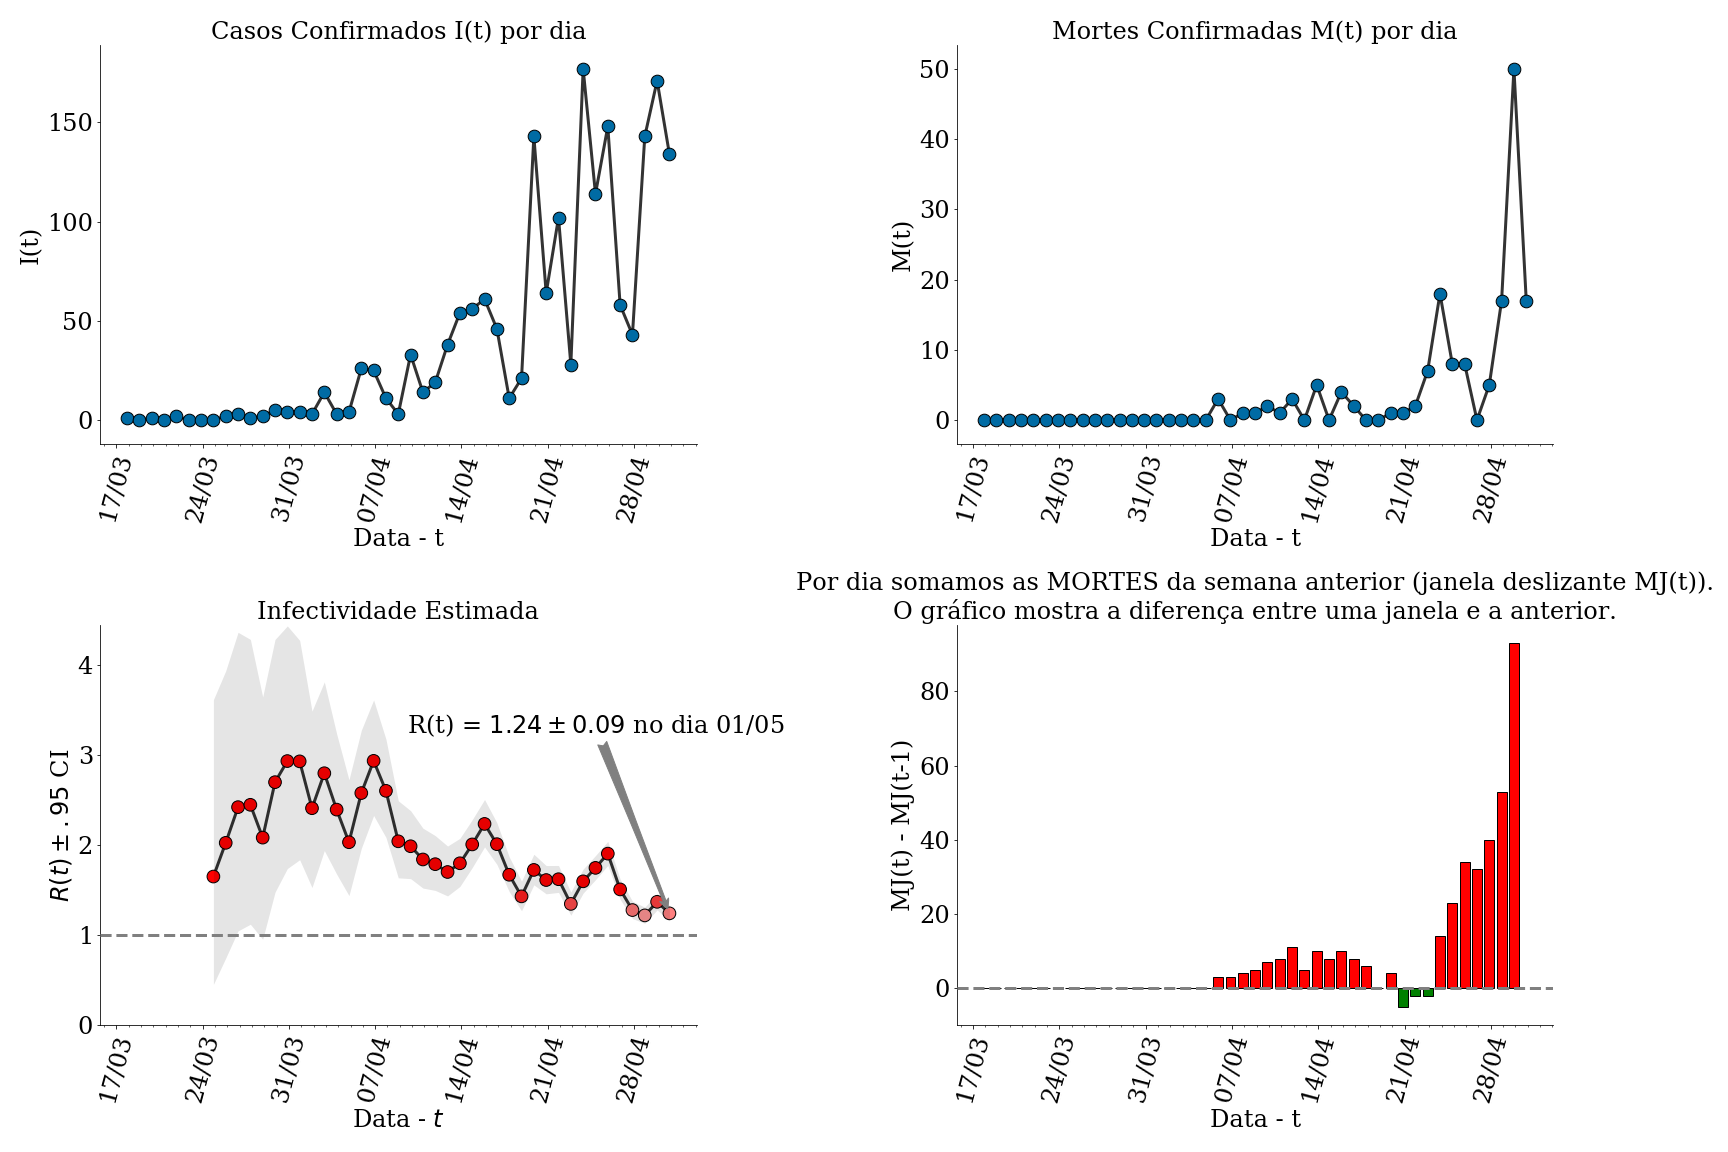 Casos Confirmados I(t) por dia
I(t)
150
100
50
0
17/03 24/03 31/03 07/04 14/04 21/04 28/04
Data - t
Mortes Confirmadas M(t) por dia
M(t)
50
40
30
20
10
0
17/03 24/03 31/03 07/04 14/04 21/04 28/04
Data - t
Infectividade Estimada
R(t) ± .95 CI
4
3
2
1
0
R(t) = 1.24 ± 0.09 no dia 01/05
17/03 24/03 31/03 07/04 14/04 21/04 28/04
Data - t
Por dia somamos as MORTES da semana anterior (janela deslizante MJ(t)).
O gráfico mostra a diferença entre uma janela e a anterior.
MJ(t) - MJ(t-1)
80
60
40
20
0
17/03 24/03 31/03 07/04 14/04 21/04 28/04
Data - t